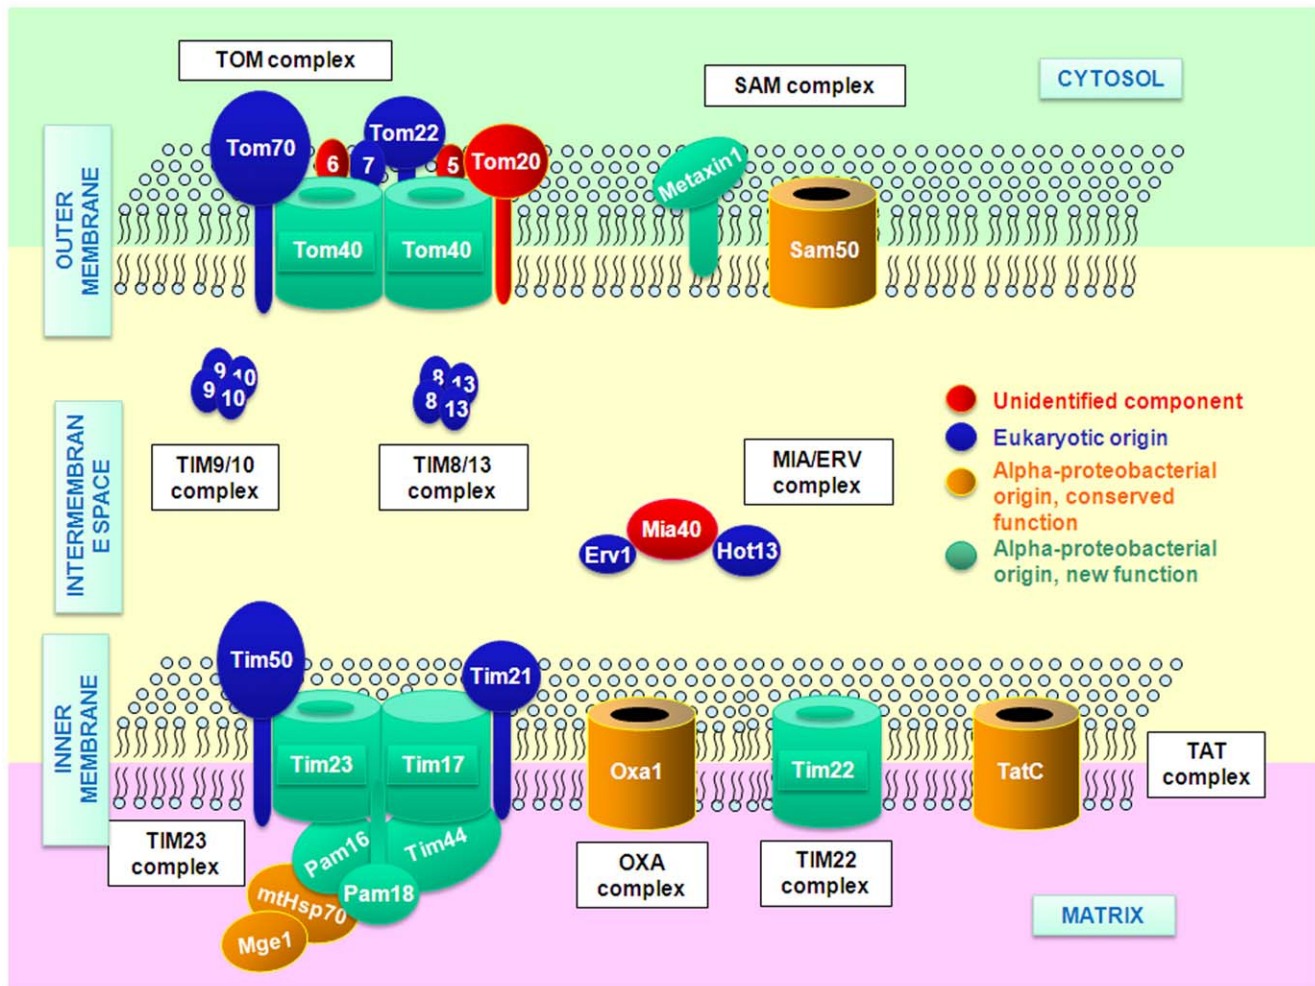 TOM complex
SAM complex
CYTOSOL
Tom70
6
7
Tom22
5
Tom20
Metaxin1
Tom40
Tom40
Sam50
OUTER
MEMBRANE
9
10
9
10
8
13
8
13
TIM9/10
complex
TIM8/13
complex
MIA/ERV
complex
INTERMEMBRAN
E SPACE
Erv1
Mia40
Hot13
Unidentified component
Eukaryotic origin
Alpha-proteobacterial
origin, conserved
function
Alpha-proteobacterial
origin, new function
INNER
MEMBRANE
Tim50
Tim21
Tim23
Tim17
Oxa1
Tim22
TatC
TAT
complex
TIM23
complex
Pam16
Tim44
Pam18
mtHsp70
Mge1
OXA
complex
TIM22
complex
MATRIX